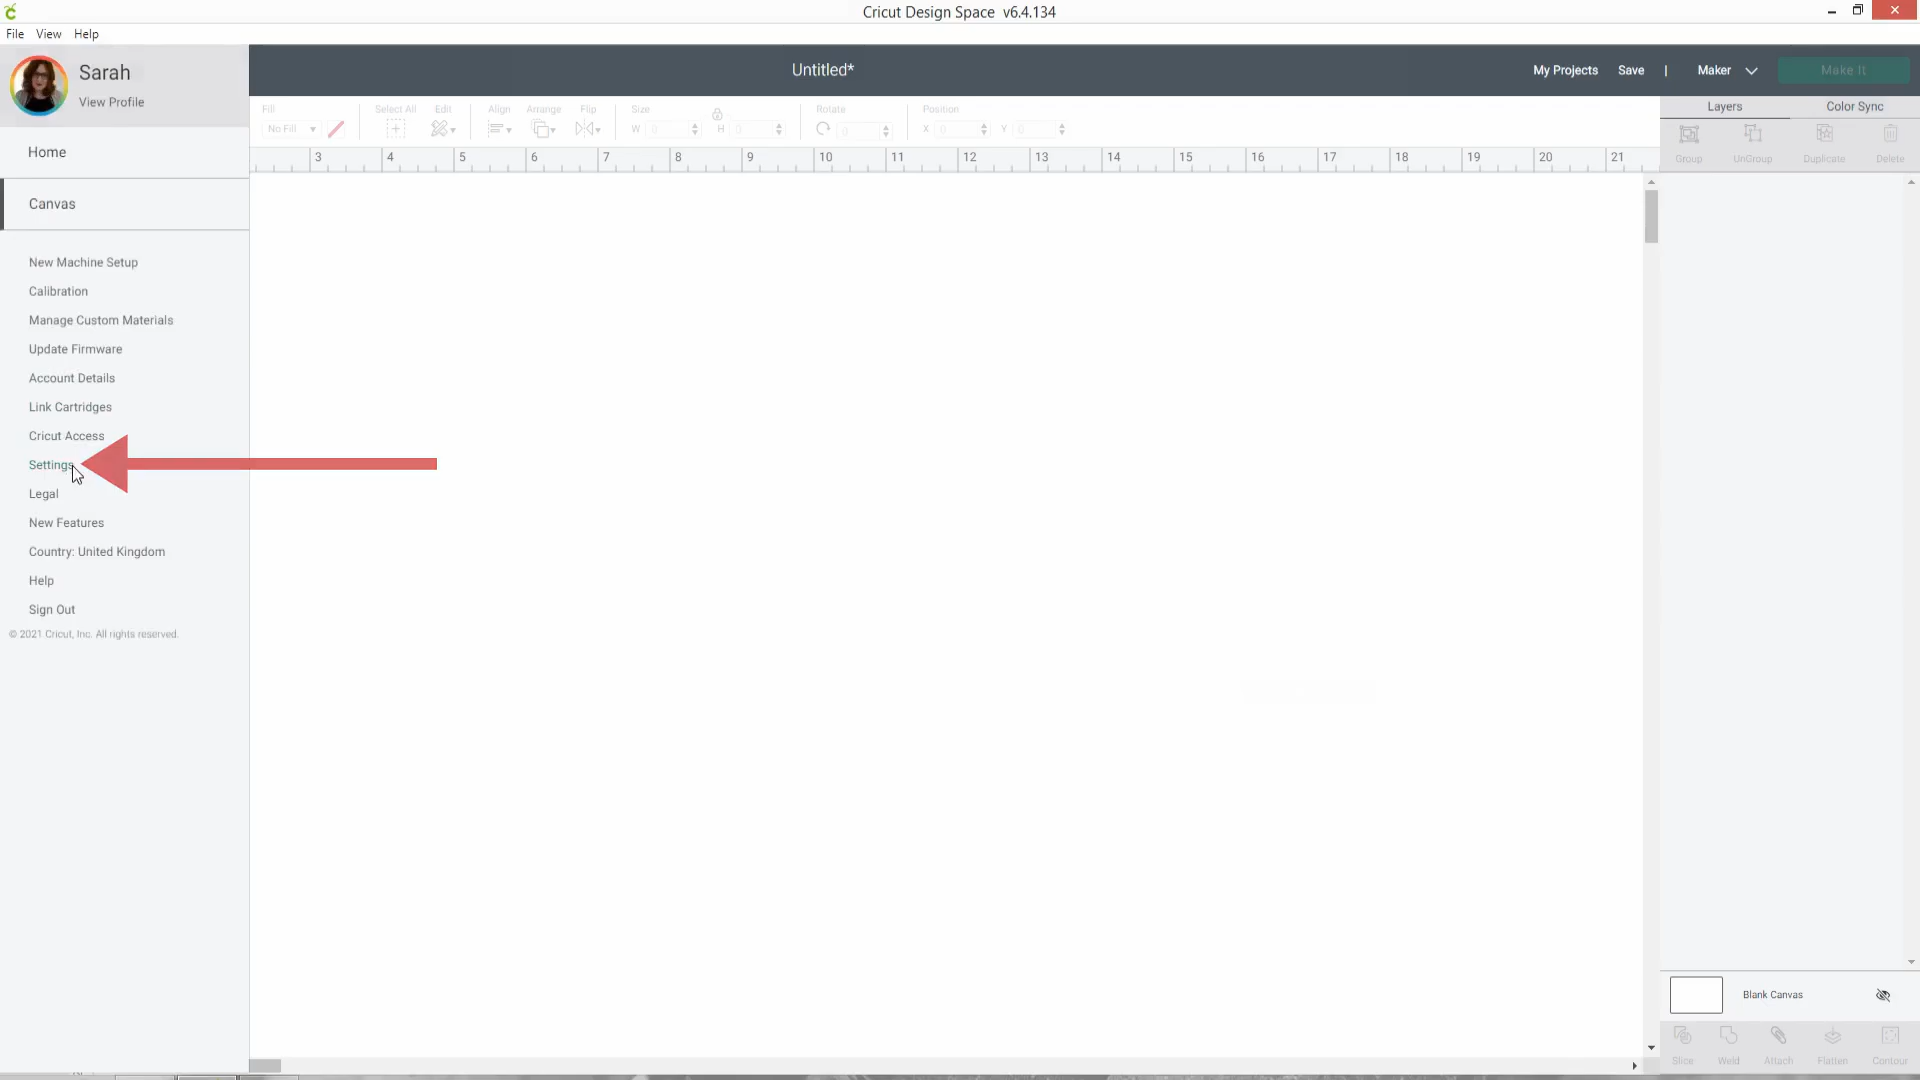 Cricut Design Space v6.4.134
File View Help
Sarah
View Profile
Untitled*
My Projects Save | Maker Make It
Fill
No Fill
Select All Edit Align Arrange Flip Size
W 0 H 0
Rotate
0
Position
X 0 Y 0
Layers Color Sync
Group UnGroup Duplicate Delete
3 4 5 6 7 8 9 10 11 12 13 14 15 16 17 18 19 20 21
Home
Canvas
New Machine Setup
Calibration
Manage Custom Materials
Update Firmware
Account Details
Link Cartridges
Cricut Access
Settings
Legal
New Features
Country: United Kingdom
Help
Sign Out
© 2021 Cricut, Inc. All rights reserved.
Blank Canvas
Slice Weld Attach Flatten Contour